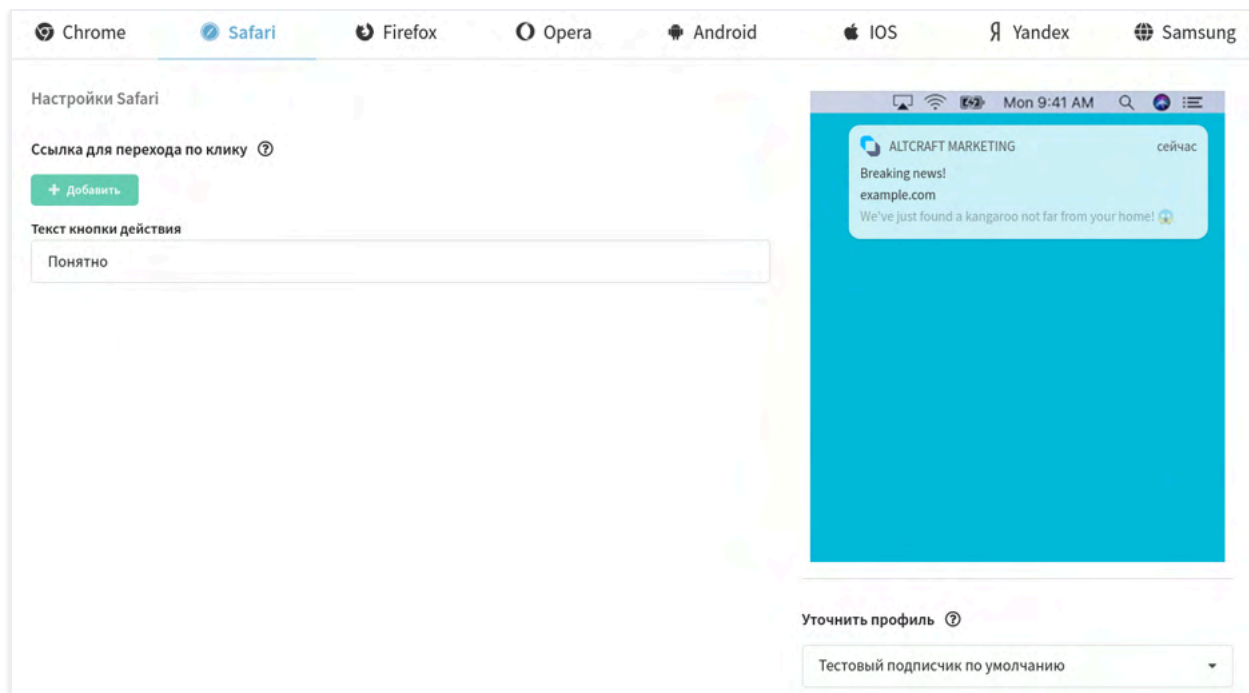 Chrome Safari Firefox Opera Android IOS Yandex Samsung
Настройки Safari
Ссылка для перехода по клику
+ Добавить
Текст кнопки действия
Понятно
Mon 9:41 AM
ALTCRAFT MARKETING сейчас
Breaking news!
example.com
We've just found a kangaroo not far from your home! 😱
Уточнить профиль
Тестовый подписчик по умолчанию